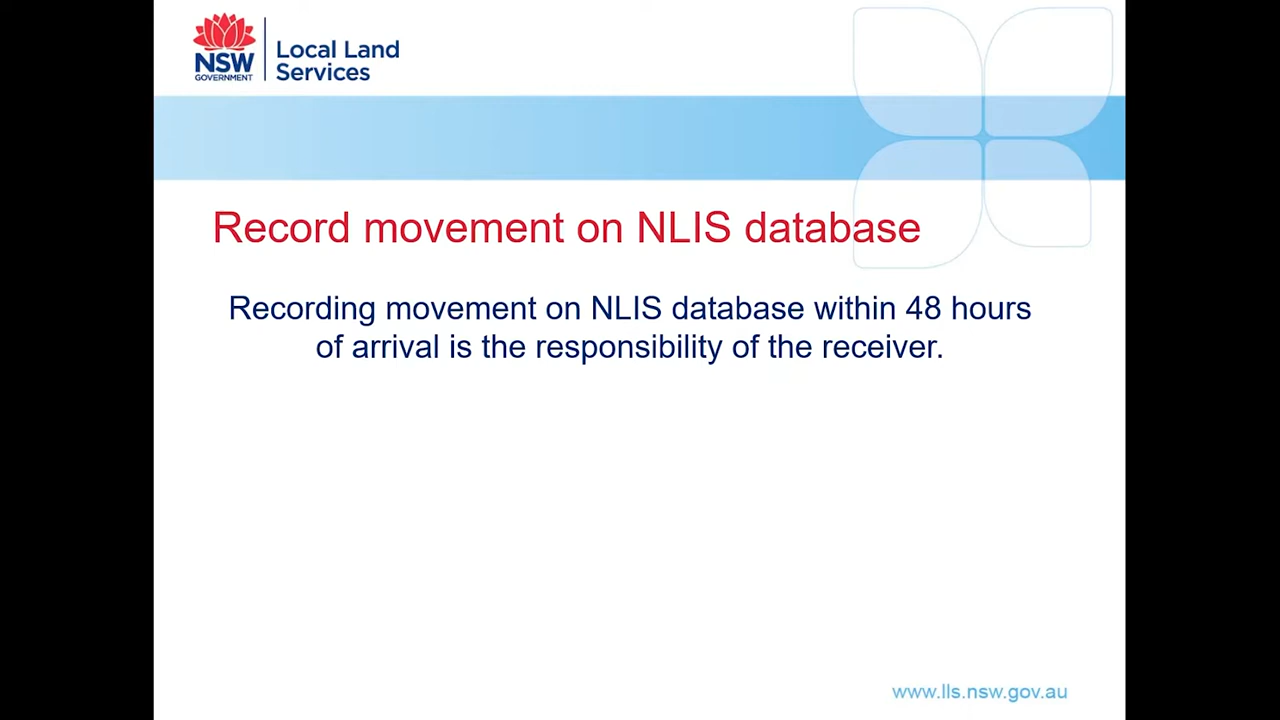 NSW
GOVERNMENT
Local Land
Services
Record movement on NLIS database
Recording movement on NLIS database within 48 hours
of arrival is the responsibility of the receiver.
www.lls.nsw.gov.au